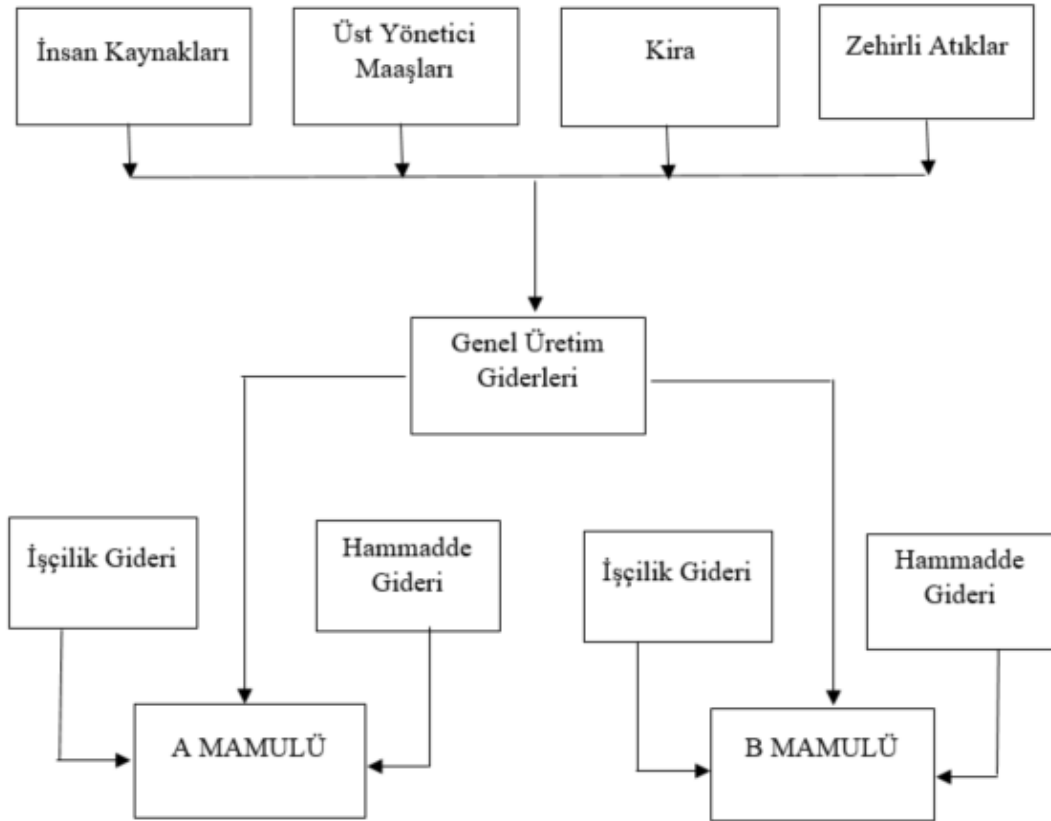 İnsan Kaynakları
Üst Yönetici
Maaşları
Kira
Zehirli Atıklar
Genel Üretim
Giderleri
İşçilik Gideri
Hammadde
Gideri
İşçilik Gideri
Hammadde
Gideri
A MAMULÜ
B MAMULÜ